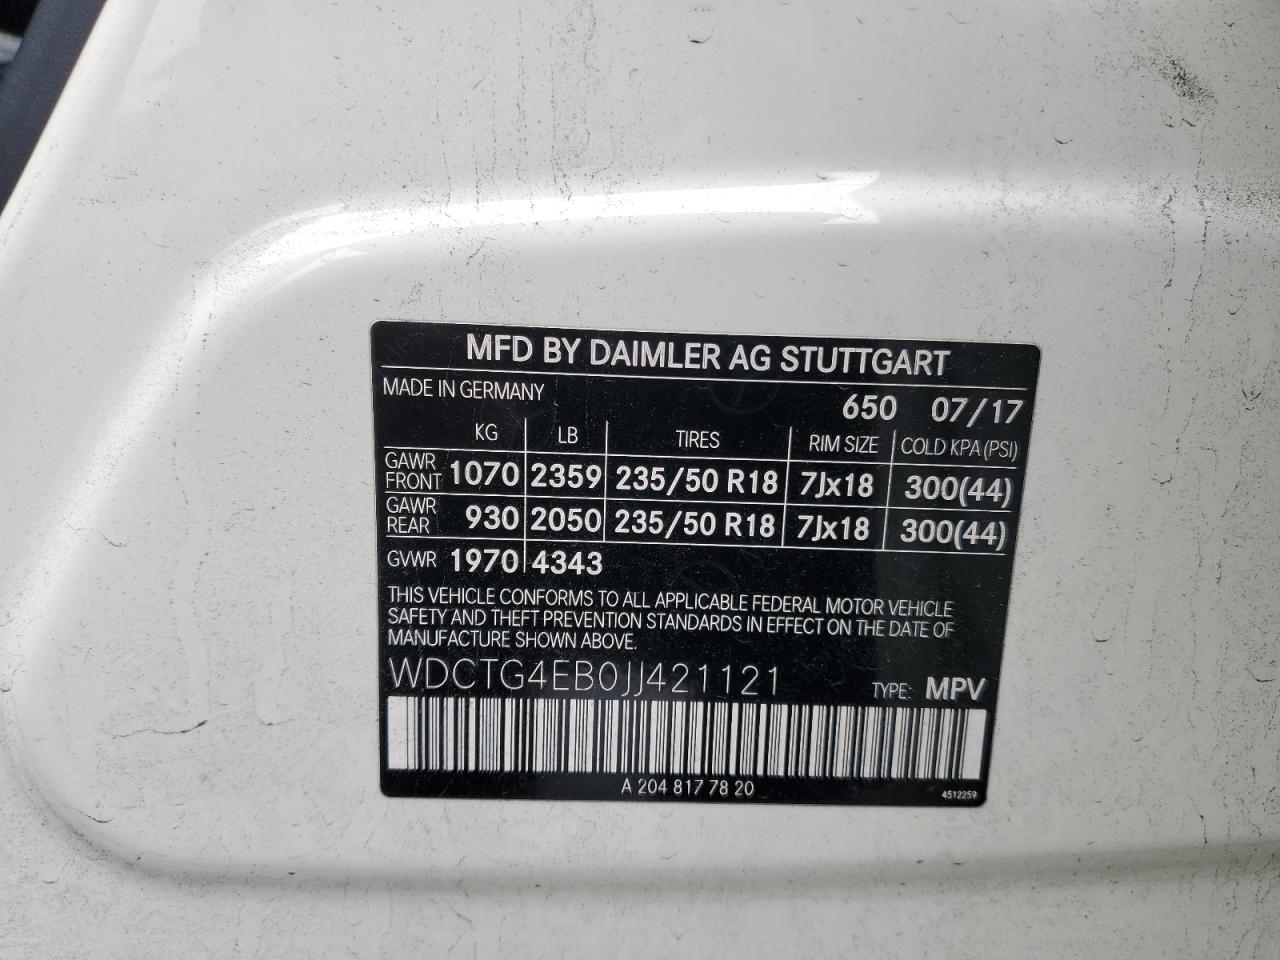 MFD BY DAIMLER AG STUTTGART
MADE IN GERMANY
650 07/17
KG LB TIRES RIM SIZE COLD KPA (PSI)
GAWR FRONT 1070 2359 235/50 R18 7Jx18 300(44)
GAWR REAR 930 2050 235/50 R18 7Jx18 300(44)
GVWR 1970 4343
THIS VEHICLE CONFORMS TO ALL APPLICABLE FEDERAL MOTOR VEHICLE
SAFETY AND THEFT PREVENTION STANDARDS IN EFFECT ON THE DATE OF
MANUFACTURE SHOWN ABOVE.
WDCTG4EB0JJ421121 TYPE: MPV
A 204 817 78 20
4512259